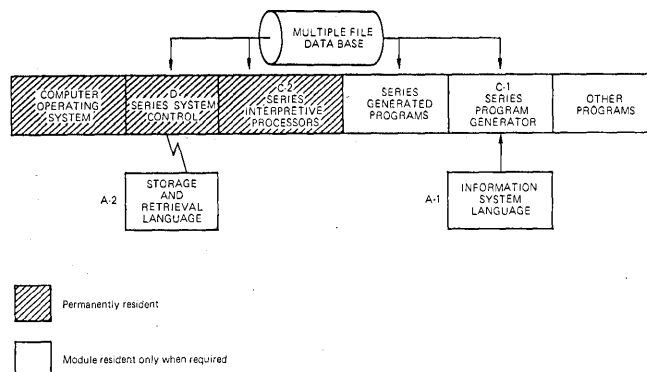 MULTIPLE FILE
DATA BASE
COMPUTER
OPERATING
SYSTEM
D
SERIES SYSTEM
CONTROL
C-2
SERIES
INTERPRETIVE
PROCESSORS
SERIES
GENERATED
PROGRAMS
C-1
SERIES
PROGRAM
GENERATOR
OTHER
PROGRAMS
A-2
STORAGE
AND
RETRIEVAL
LANGUAGE
A-1
INFORMATION
SYSTEM
LANGUAGE
Permanently resident
Module resident only when required